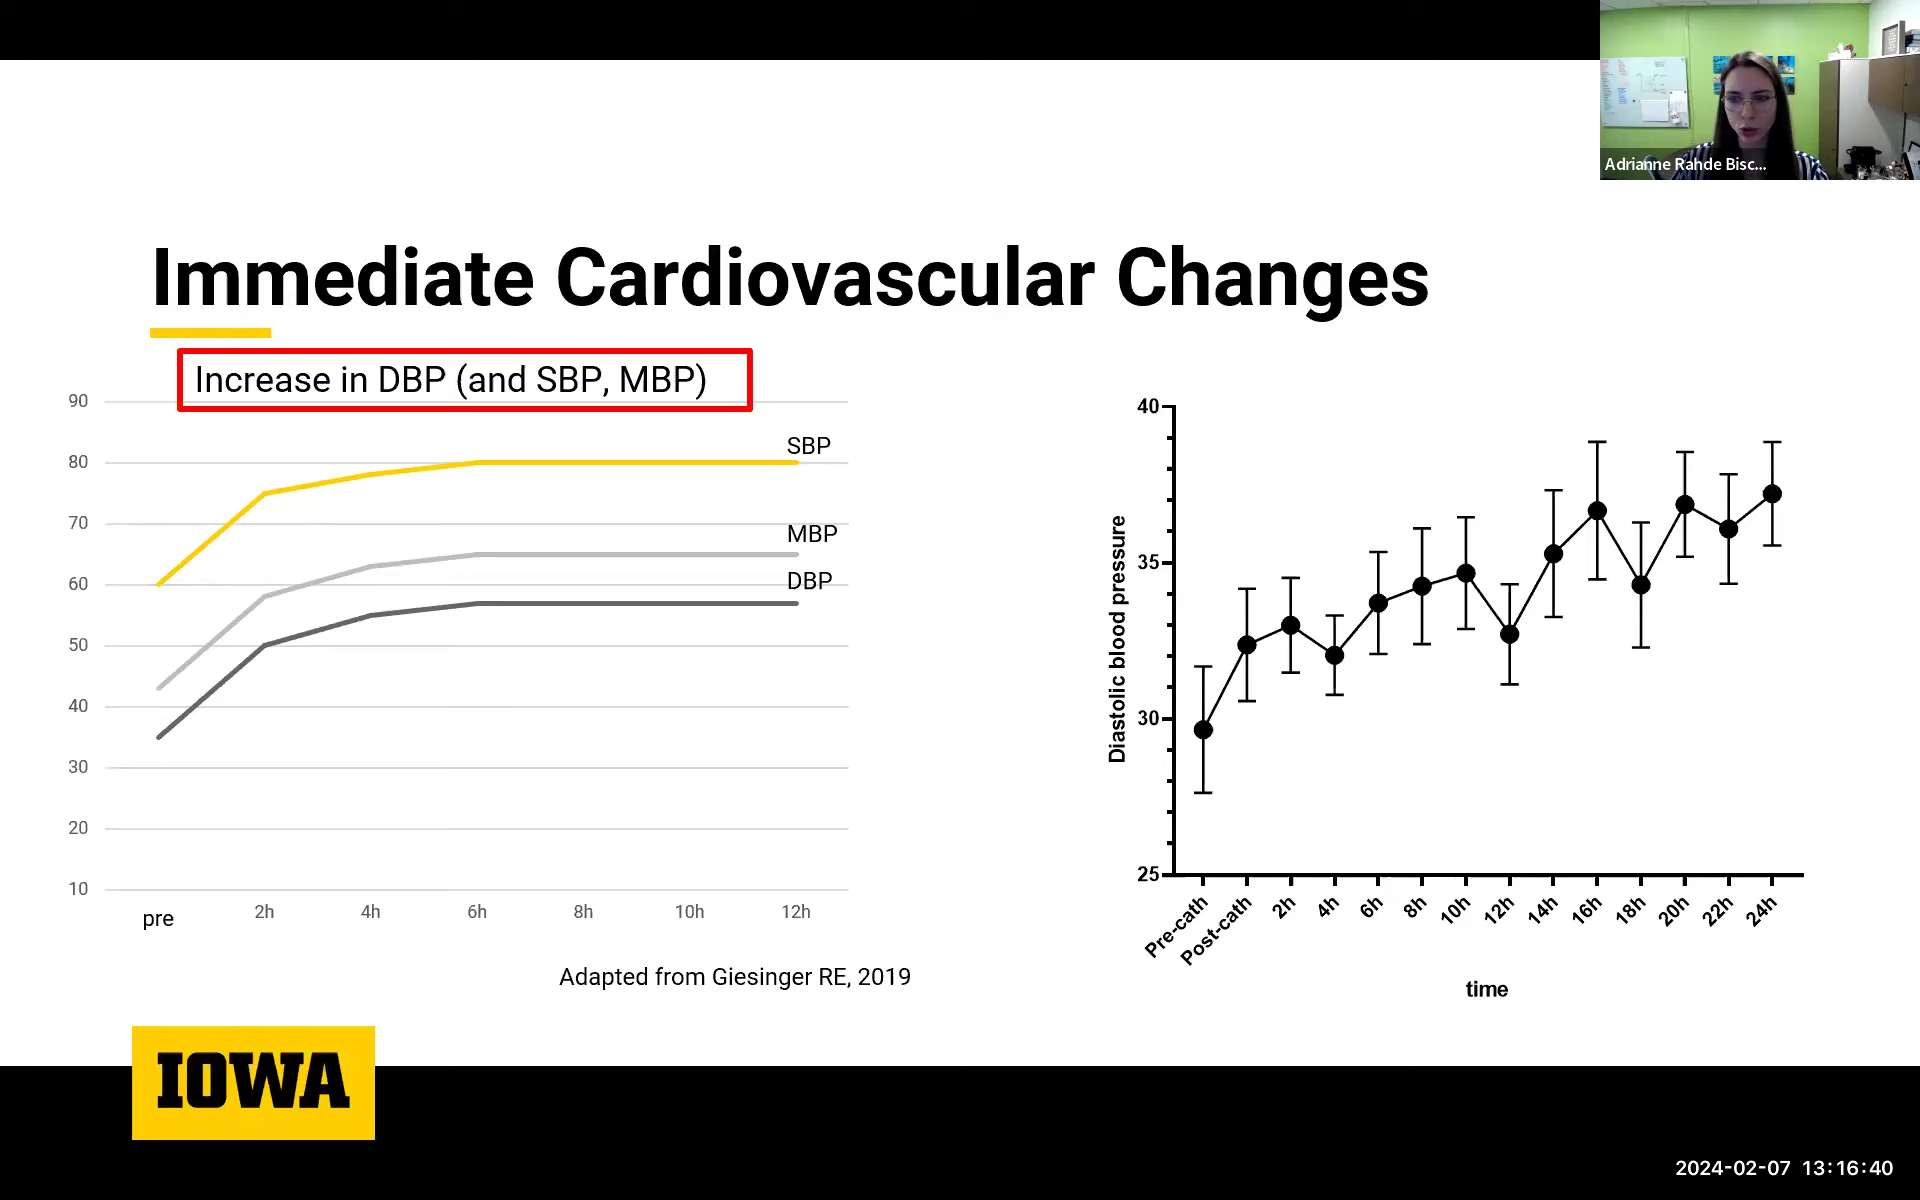 Adrianne Rahde Bisc...
Immediate Cardiovascular Changes
Increase in DBP (and SBP, MBP)
90
80
70
60
50
40
30
20
10
SBP
MBP
DBP
pre 2h 4h 6h 8h 10h 12h
Adapted from Giesinger RE, 2019
Diastolic blood pressure
40
35
30
25
Pre-cath Post-cath 2h 4h 6h 8h 10h 12h 14h 16h 18h 20h 22h 24h
time
IOWA
2024-02-07 13:16:40